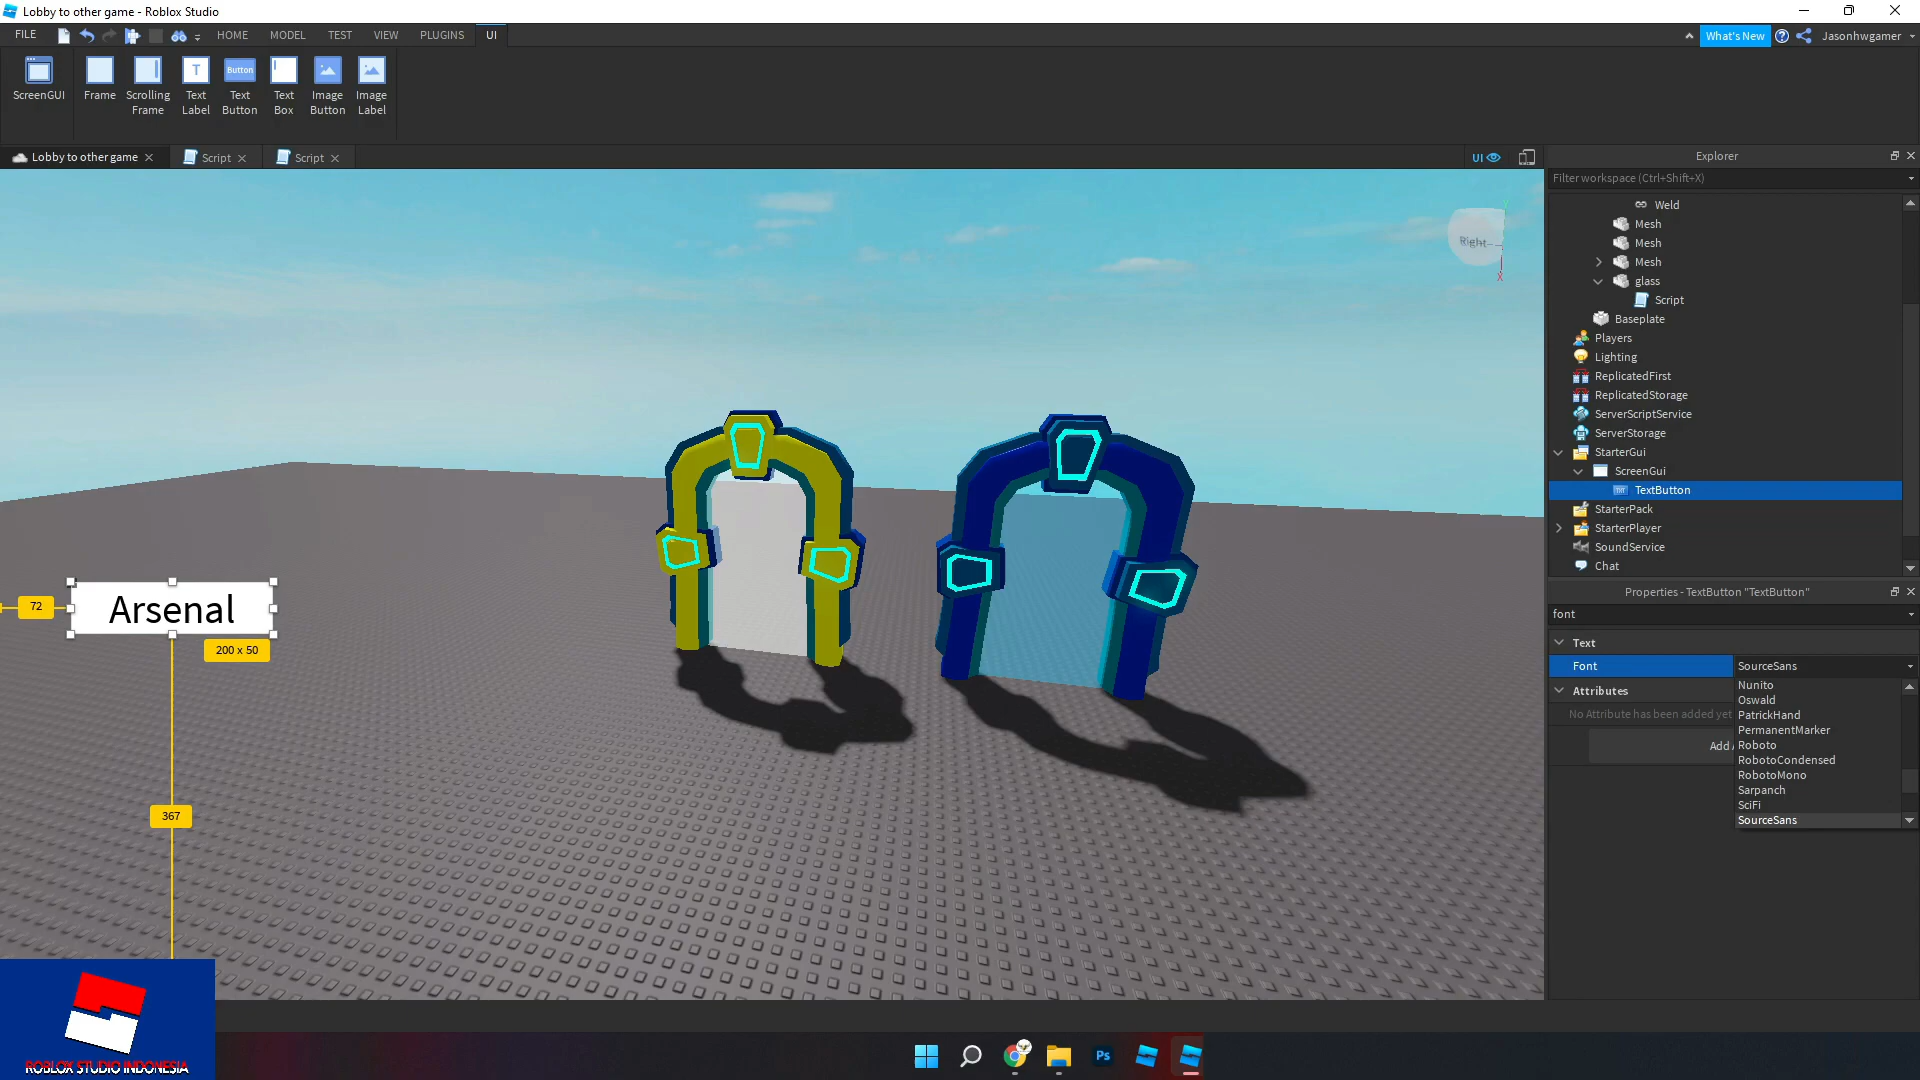 Lobby to other game - Roblox Studio
FILE
HOME
MODEL
TEST
VIEW
PLUGINS
UI
What's New
Jasonhwgamer
ScreenGUI
Frame
Scrolling
Frame
Text
Label
Button
Text
Button
Text
Box
Image
Button
Image
Label
Lobby to other game
Script
Script
UI
Explorer
Filter workspace (Ctrl+Shift+X)
Weld
Mesh
Mesh
Mesh
glass
Script
Baseplate
Players
Lighting
ReplicatedFirst
ReplicatedStorage
ServerScriptService
ServerStorage
StarterGui
ScreenGui
TextButton
StarterPack
StarterPlayer
SoundService
Chat
Right
X
Arsenal
72
200 x 50
367
Properties - TextButton "TextButton"
font
Text
Font
SourceSans
Attributes
No Attribute has been added yet
Add
Nunito
Oswald
PatrickHand
PermanentMarker
Roboto
RobotoCondensed
RobotoMono
Sarpanch
SciFi
SourceSans
ROBLOX STUDIO INDONESIA
Ps